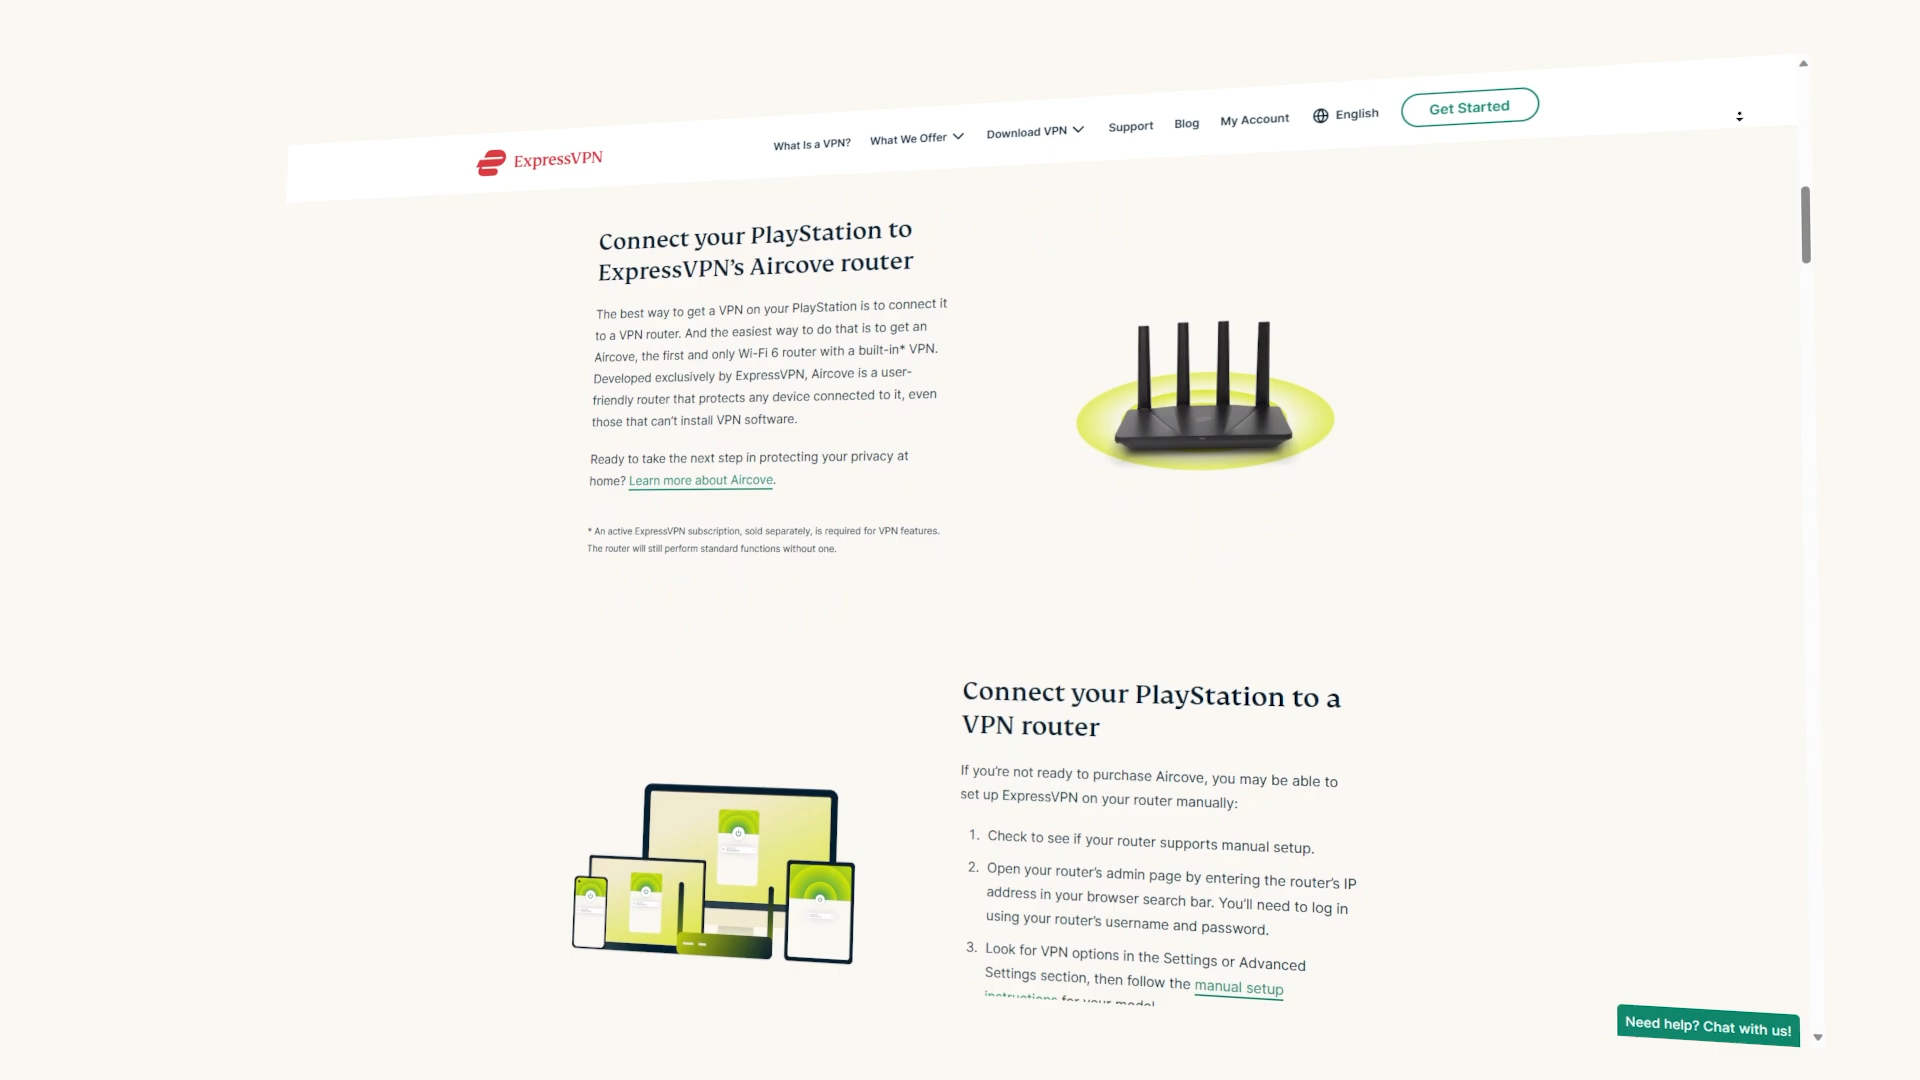 ExpressVPN
What Is a VPN?
What We Offer
Download VPN
Support
Blog
My Account
English
Get Started
Connect your PlayStation to
ExpressVPN’s Aircove router
The best way to get a VPN on your PlayStation is to connect it
to a VPN router. And the easiest way to do that is to get an
Aircove, the first and only Wi-Fi 6 router with a built-in* VPN.
Developed exclusively by ExpressVPN, Aircove is a user-
friendly router that protects any device connected to it, even
those that can’t install VPN software.
Ready to take the next step in protecting your privacy at
home? Learn more about Aircove.
* An active ExpressVPN subscription, sold separately, is required for VPN features.
The router will still perform standard functions without one.
Connect your PlayStation to a
VPN router
If you’re not ready to purchase Aircove, you may be able to
set up ExpressVPN on your router manually:
1. Check to see if your router supports manual setup.
2. Open your router’s admin page by entering the router’s IP
address in your browser search bar. You’ll need to log in
using your router’s username and password.
3. Look for VPN options in the Settings or Advanced
Settings section, then follow the manual setup
instructions for your model.
Need help? Chat with us!